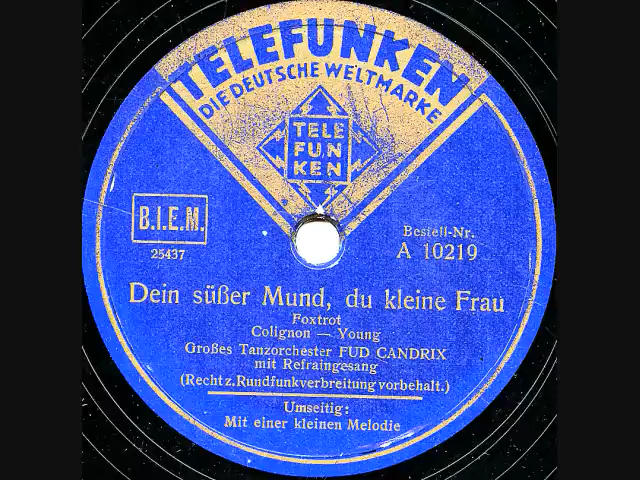 TELEFUNKEN
DIE DEUTSCHE WELTMARKE
TELE
FUN
KEN
B.I.E.M.
25437
Bestell-Nr.
A 10219
Dein süßer Mund, du kleine Frau
Foxtrot
Colignon — Young
Großes Tanzorchester FUD CANDRIX
mit Refraingesang
(Recht z. Rundfunkverbreitung vorbehalt.)
Umseitig:
Mit einer kleinen Melodie